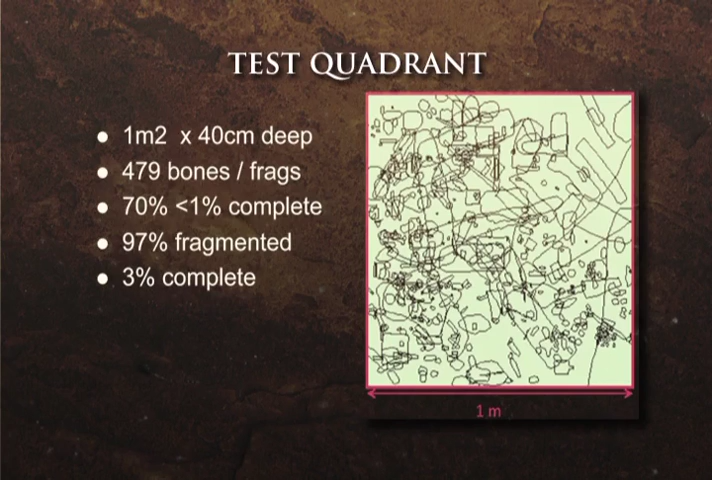 TEST QUADRANT
1m2 x 40cm deep
479 bones / frags
70% <1% complete
97% fragmented
3% complete
1 m